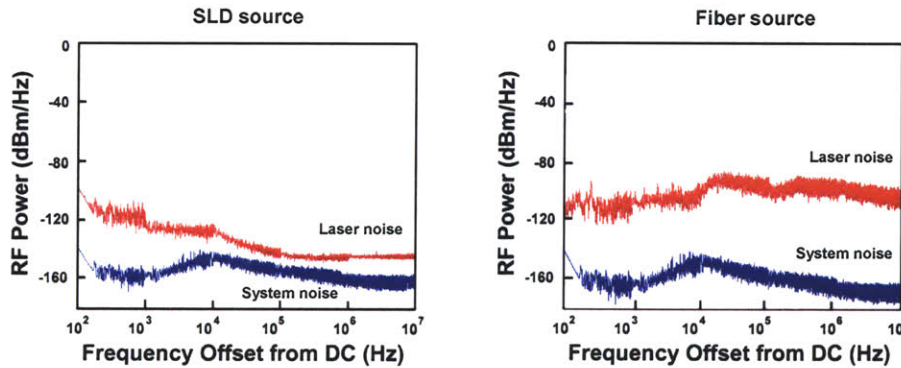 SLD source
RF Power (dBm/Hz)
0
-40
-80
-120
-160
Laser noise
System noise
10² 10³ 10⁴ 10⁵ 10⁶ 10⁷
Frequency Offset from DC (Hz)
Fiber source
RF Power (dBm/Hz)
0
-40
-80
-120
-160
Laser noise
System noise
10² 10³ 10⁴ 10⁵ 10⁶ 10
Frequency Offset from DC (Hz)